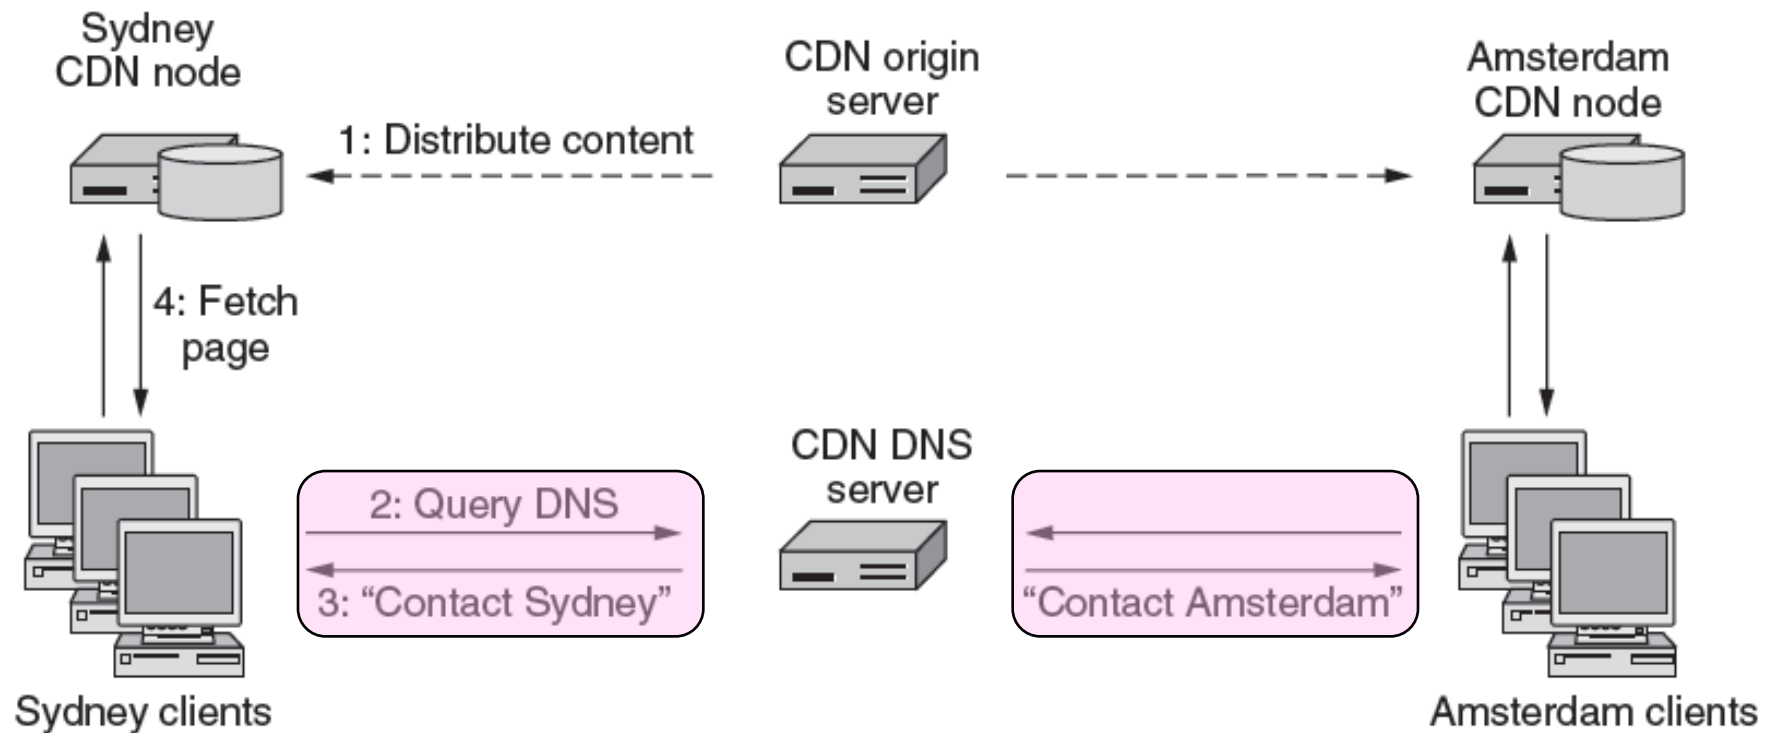 Sydney
CDN node
CDN origin
server
Amsterdam
CDN node
1: Distribute content
4: Fetch
page
CDN DNS
server
2: Query DNS
3: “Contact Sydney”
“Contact Amsterdam”
Sydney clients
Amsterdam clients